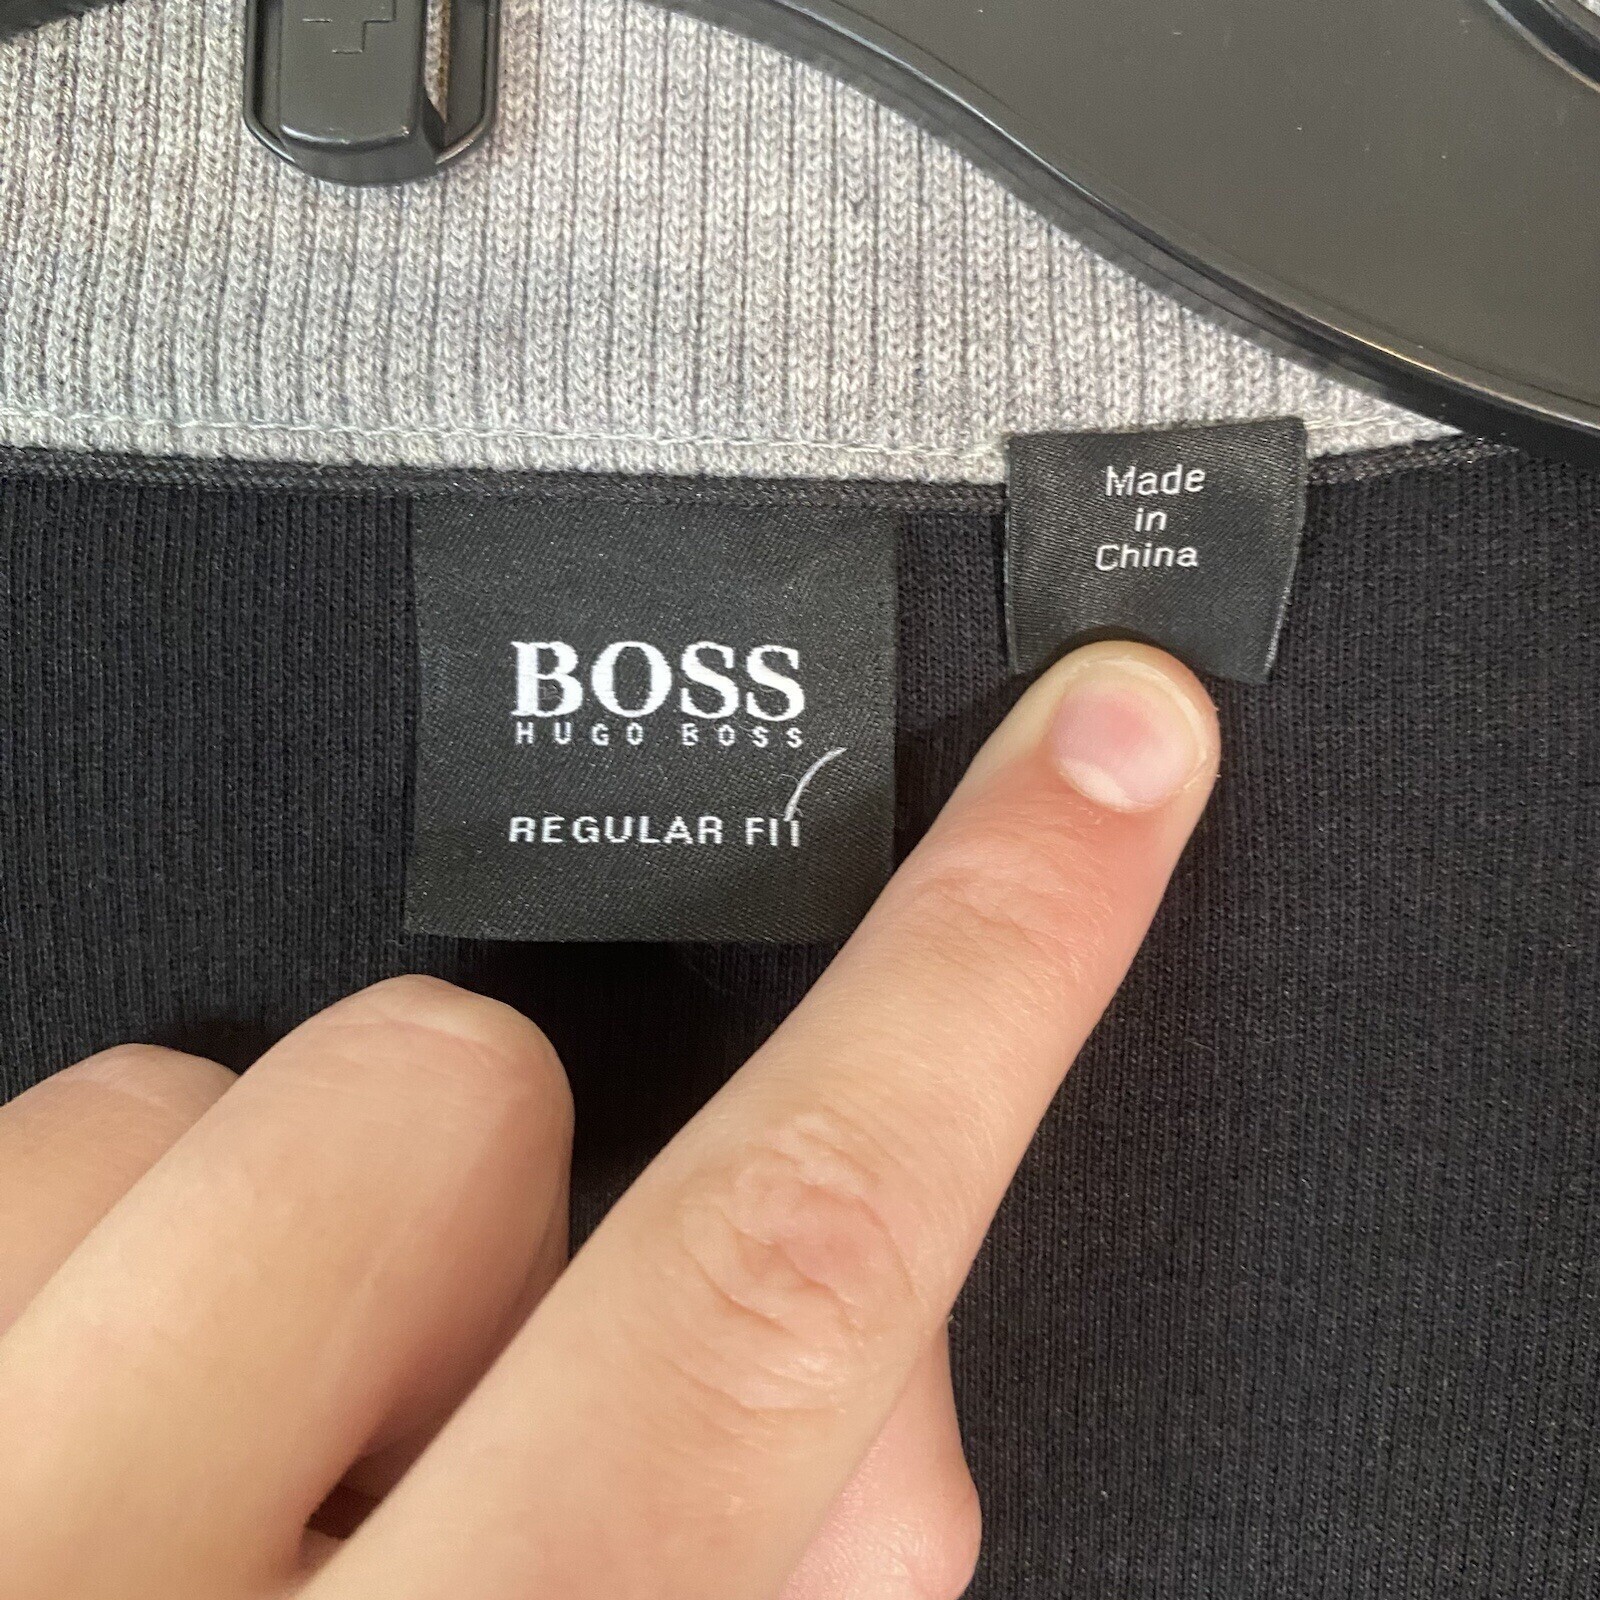 BOSS
HUGO BOSS
REGULAR FIT
Made
in
China